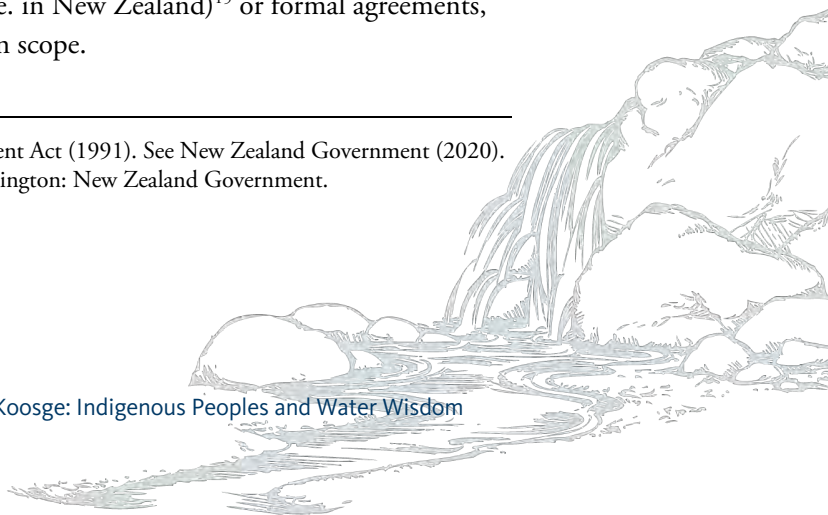 e. in New Zealand)¹⁹ or formal agreements,
n scope.
ent Act (1991). See New Zealand Government (2020).
ington: New Zealand Government.
Koosge: Indigenous Peoples and Water Wisdom